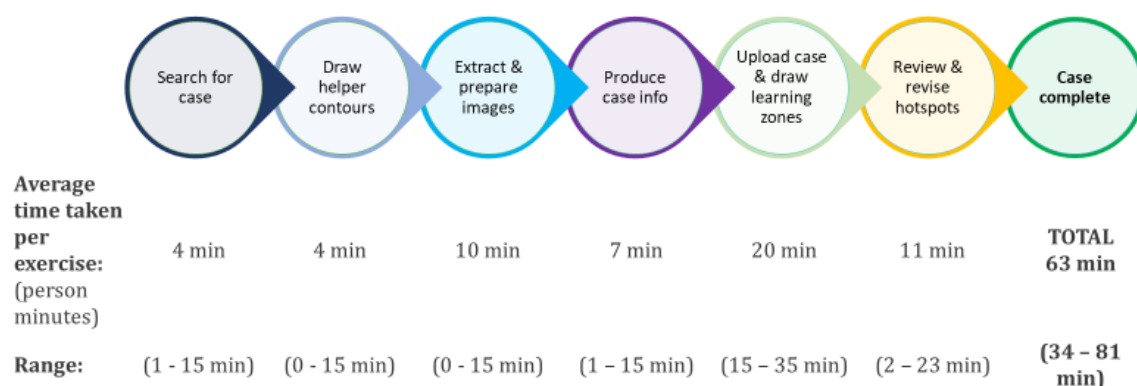 Search for
case
Draw
helper
contours
Extract &
prepare
images
Produce
case info
Upload case
& draw
learning
zones
Review &
revise
hotspots
Case
complete
Average
time taken
per
exercise:
(person
minutes)
4 min
4 min
10 min
7 min
20 min
11 min
TOTAL
63 min
Range:
(1 - 15 min)
(0 - 15 min)
(0 - 15 min)
(1 – 15 min)
(15 – 35 min)
(2 – 23 min)
(34 – 81
min)